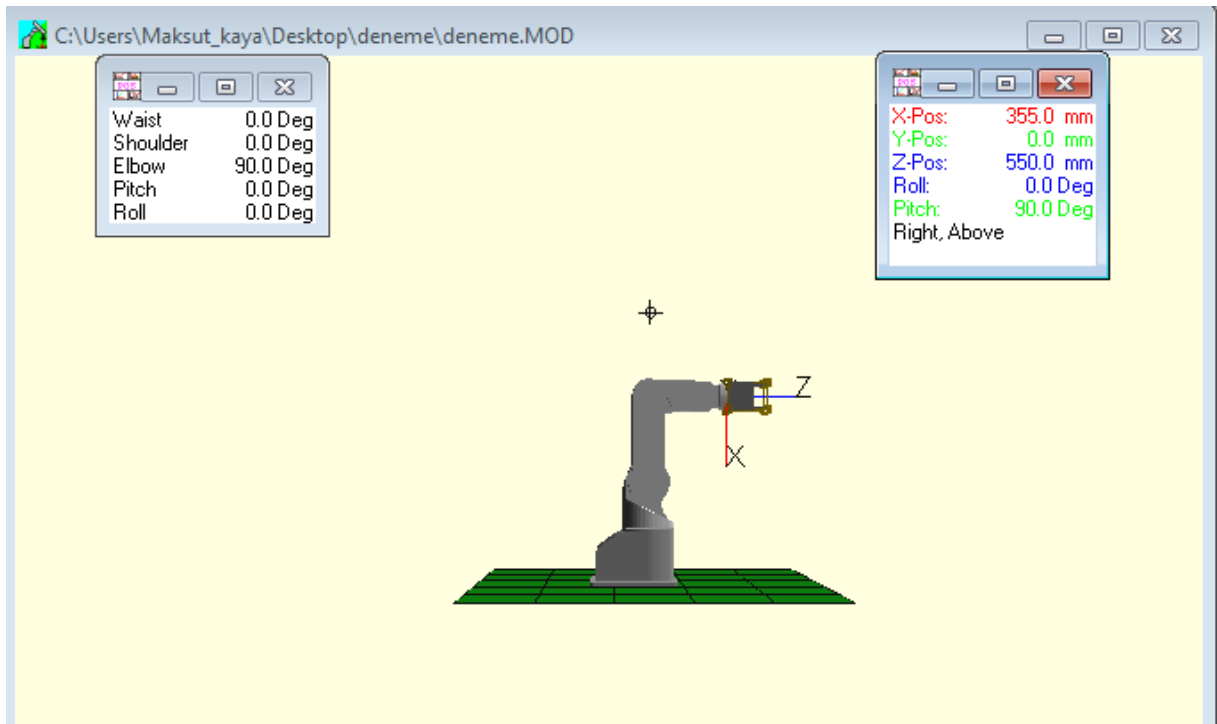 C:\Users\Maksut_kaya\Desktop\deneme\deneme.MOD
POS
Waist 0.0 Deg
Shoulder 0.0 Deg
Elbow 90.0 Deg
Pitch 0.0 Deg
Roll 0.0 Deg
POS
X-Pos: 355.0 mm
Y-Pos: 0.0 mm
Z-Pos: 550.0 mm
Roll: 0.0 Deg
Pitch: 90.0 Deg
Right, Above
Z
X